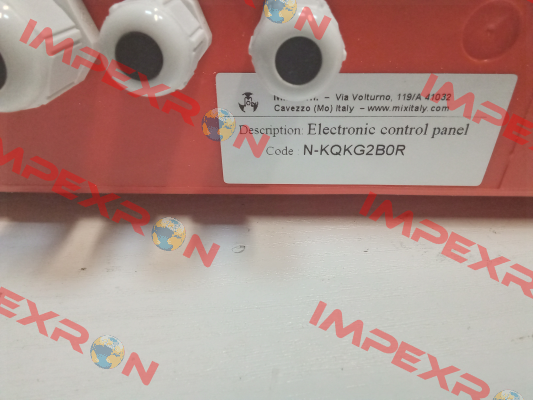 – Via Volturno, 119/A 41032
Cavezzo (Mo) Italy – www.mixitaly.com
Description: Electronic control panel
Code N-KQKG2B0R
IMPEXRON
IMPEXRON
IMPEXRON
IMPEXRON
IMPEXRON
IMPEXRON